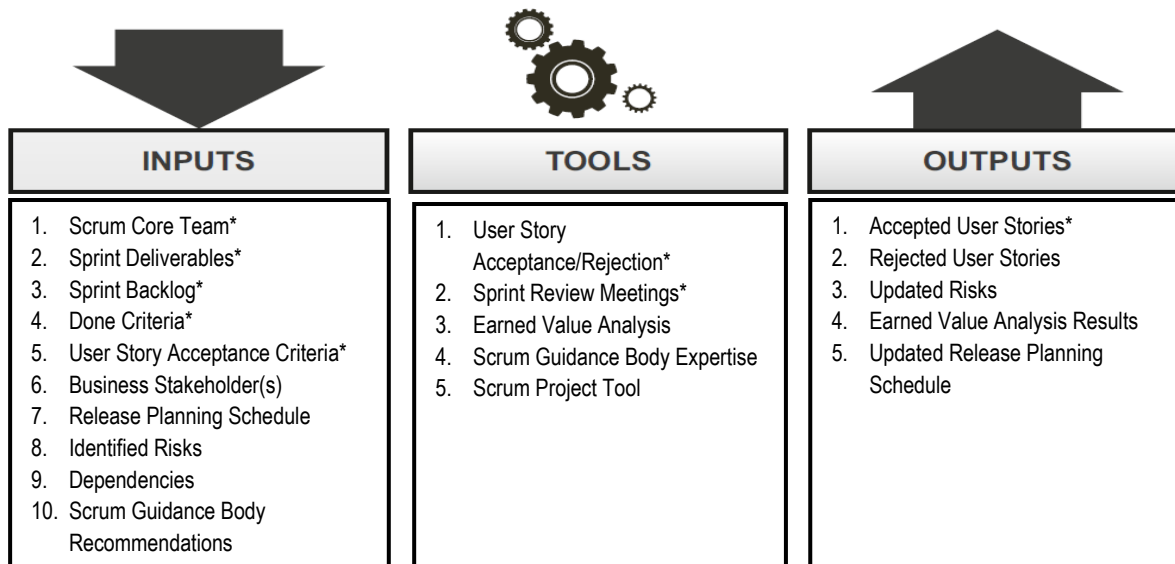 INPUTS
1. Scrum Core Team*
2. Sprint Deliverables*
3. Sprint Backlog*
4. Done Criteria*
5. User Story Acceptance Criteria*
6. Business Stakeholder(s)
7. Release Planning Schedule
8. Identified Risks
9. Dependencies
10. Scrum Guidance Body
Recommendations
TOOLS
1. User Story
Acceptance/Rejection*
2. Sprint Review Meetings*
3. Earned Value Analysis
4. Scrum Guidance Body Expertise
5. Scrum Project Tool
OUTPUTS
1. Accepted User Stories*
2. Rejected User Stories
3. Updated Risks
4. Earned Value Analysis Results
5. Updated Release Planning
Schedule